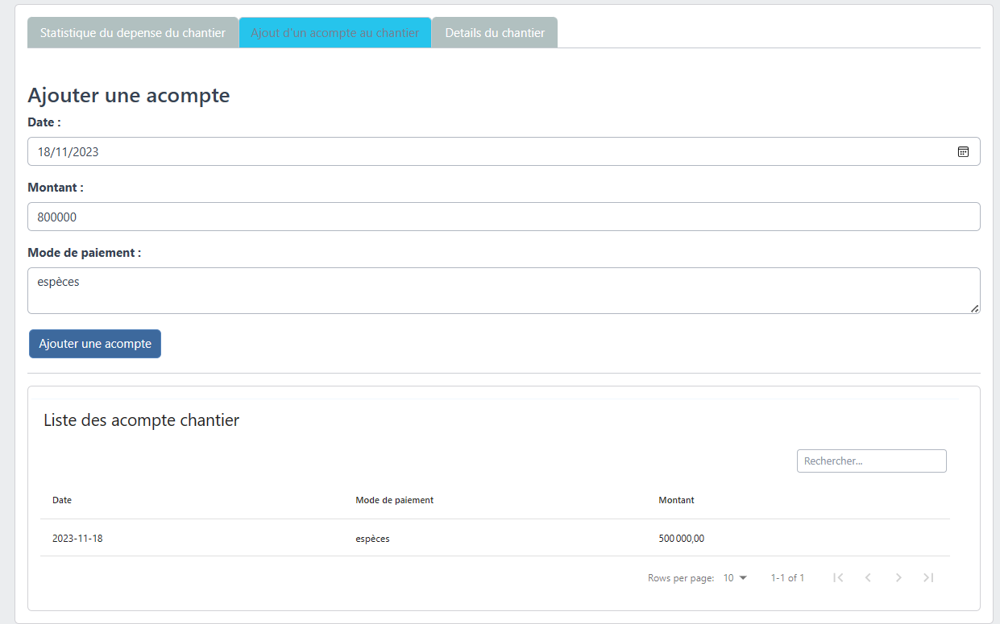 Statistique du depense du chantier Ajout d'un acompte au chantier Details du chantier
Ajouter une acompte
Date :
18/11/2023
Montant :
800000
Mode de paiement :
espèces
Ajouter une acompte
Liste des acompte chantier
Rechercher...
Date Mode de paiement Montant
2023-11-18 espèces 500 000,00
Rows per page: 10 1-1 of 1